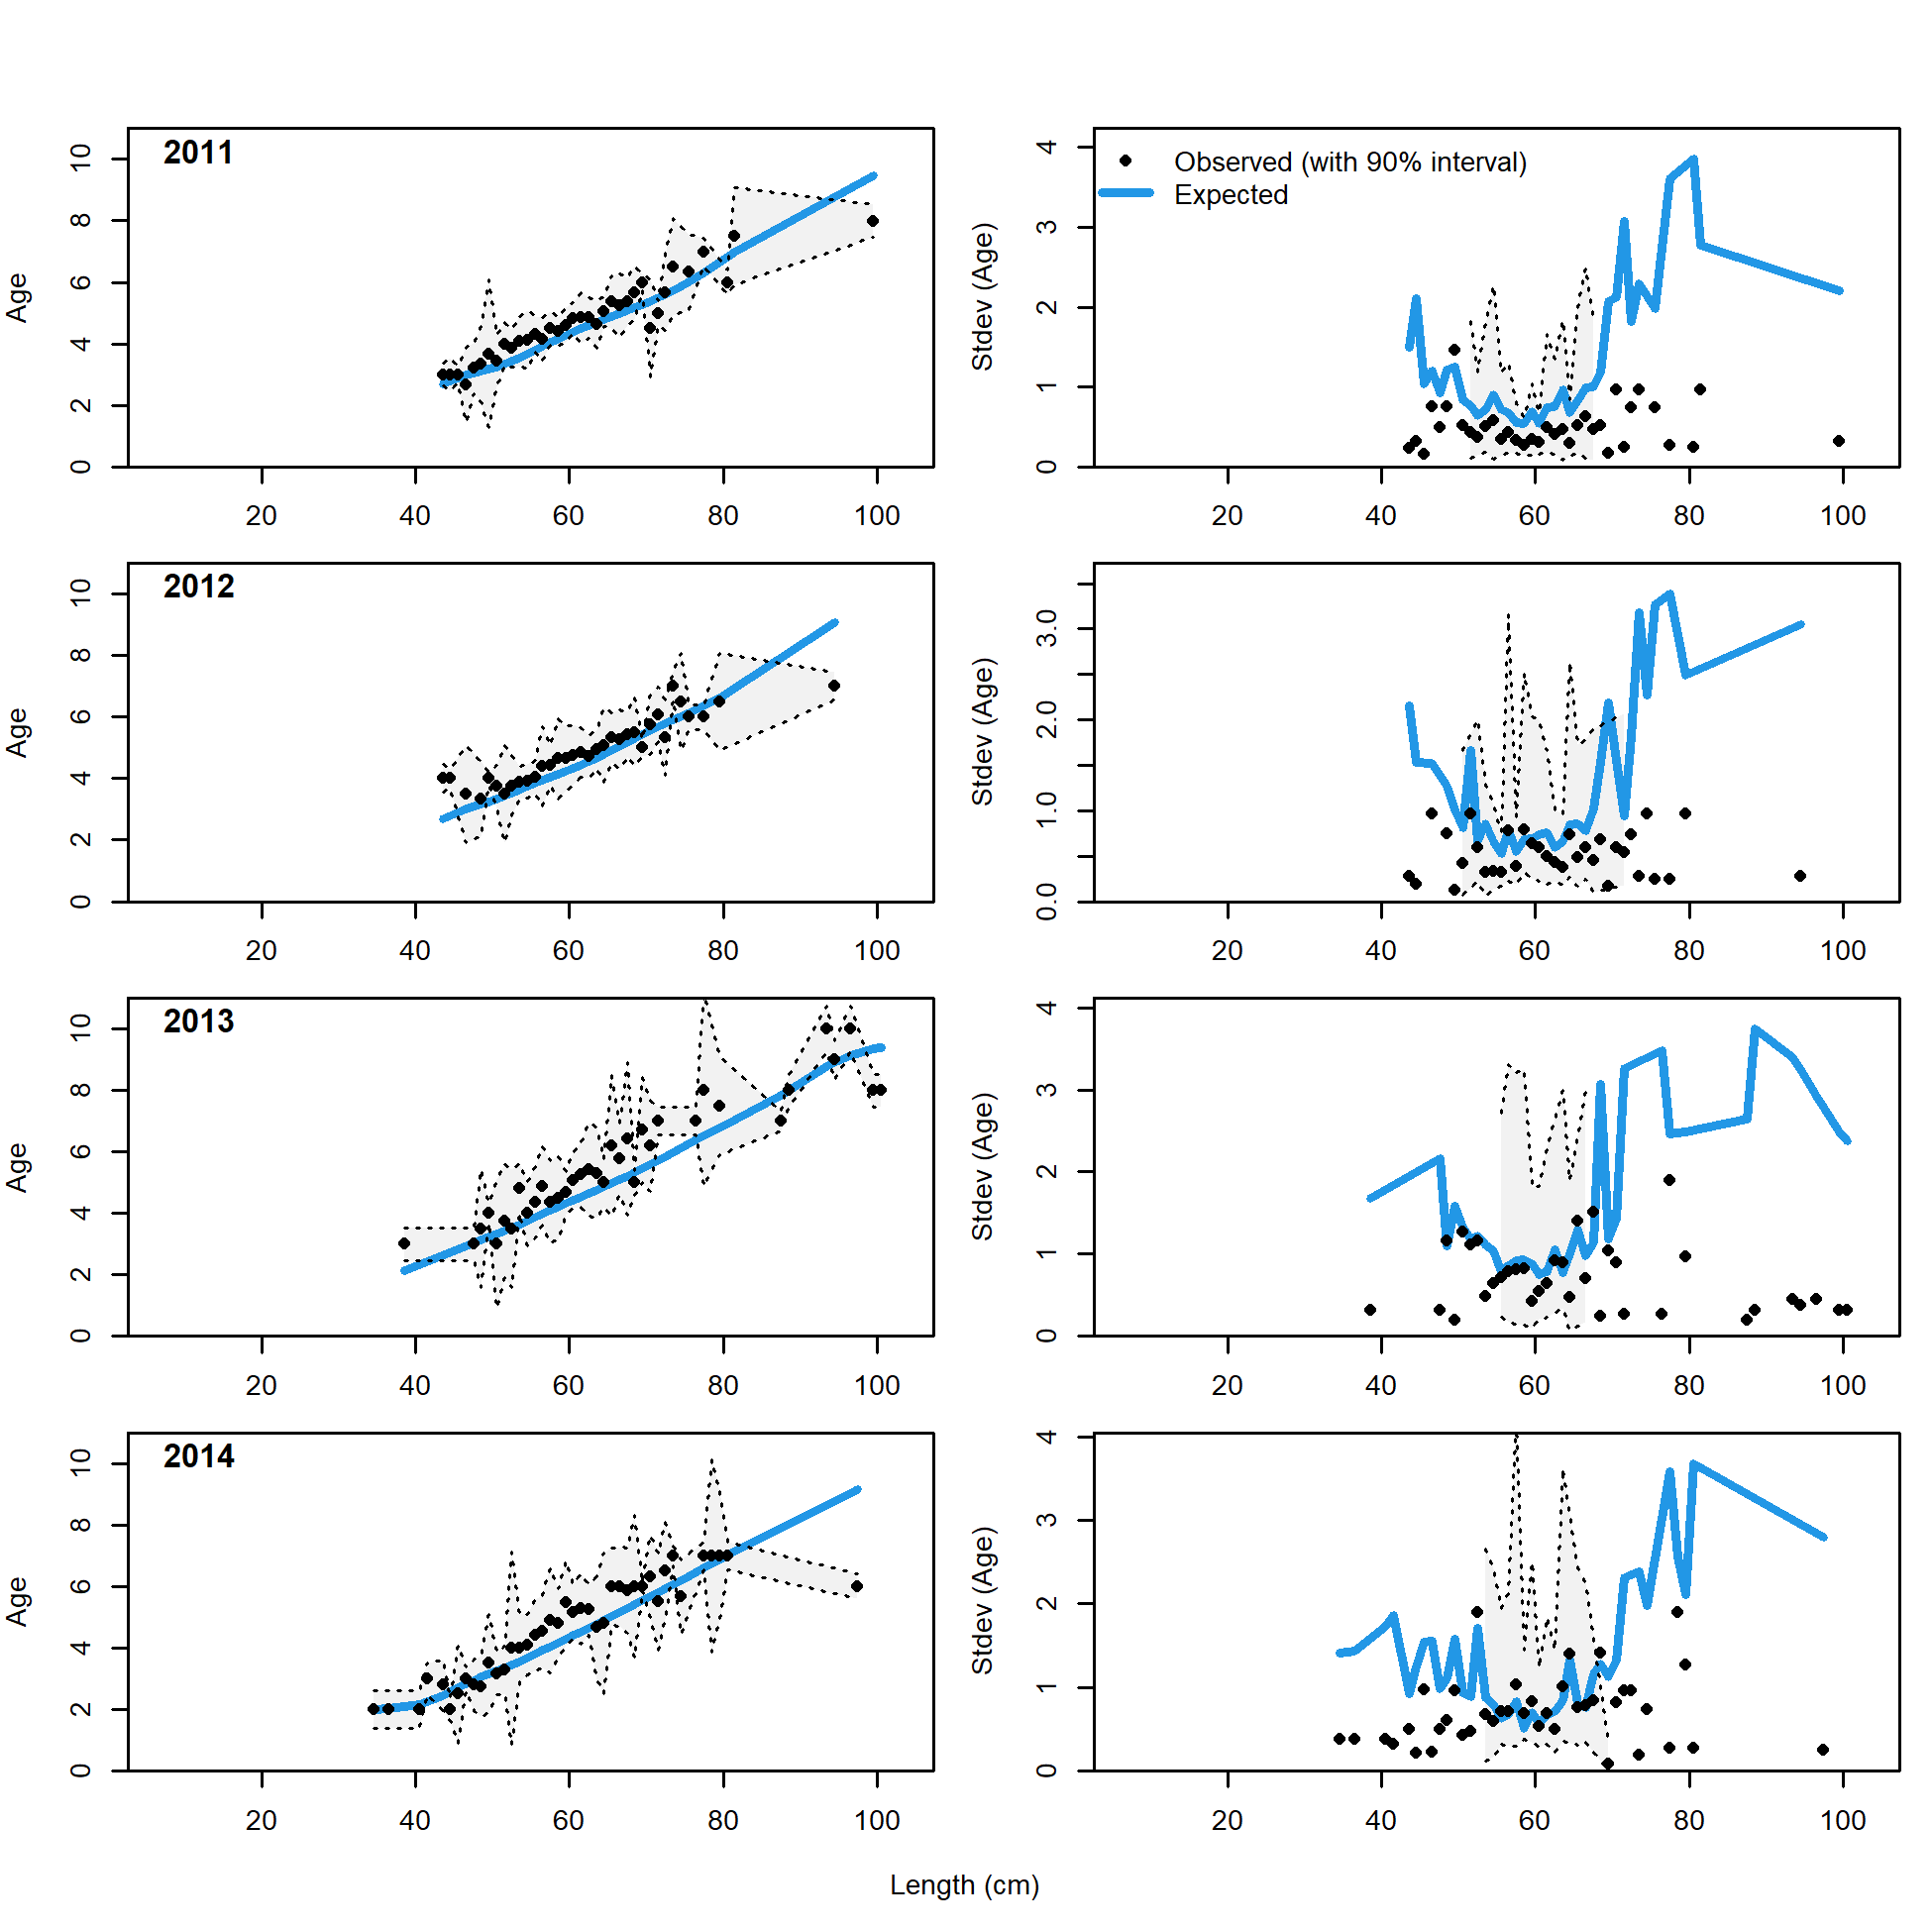 2011
Age
0 2 4 6 8 10
20 40 60 80 100
Observed (with 90% interval)
Expected
Stdev (Age)
0 1 2 3 4
20 40 60 80 100
2012
Age
0 2 4 6 8 10
20 40 60 80 100
Stdev (Age)
0.0 1.0 2.0 3.0
20 40 60 80 100
2013
Age
0 2 4 6 8 10
20 40 60 80 100
Stdev (Age)
0 1 2 3 4
20 40 60 80 100
2014
Age
0 2 4 6 8 10
20 40 60 80 100
Stdev (Age)
0 1 2 3 4
20 40 60 80 100
Length (cm)